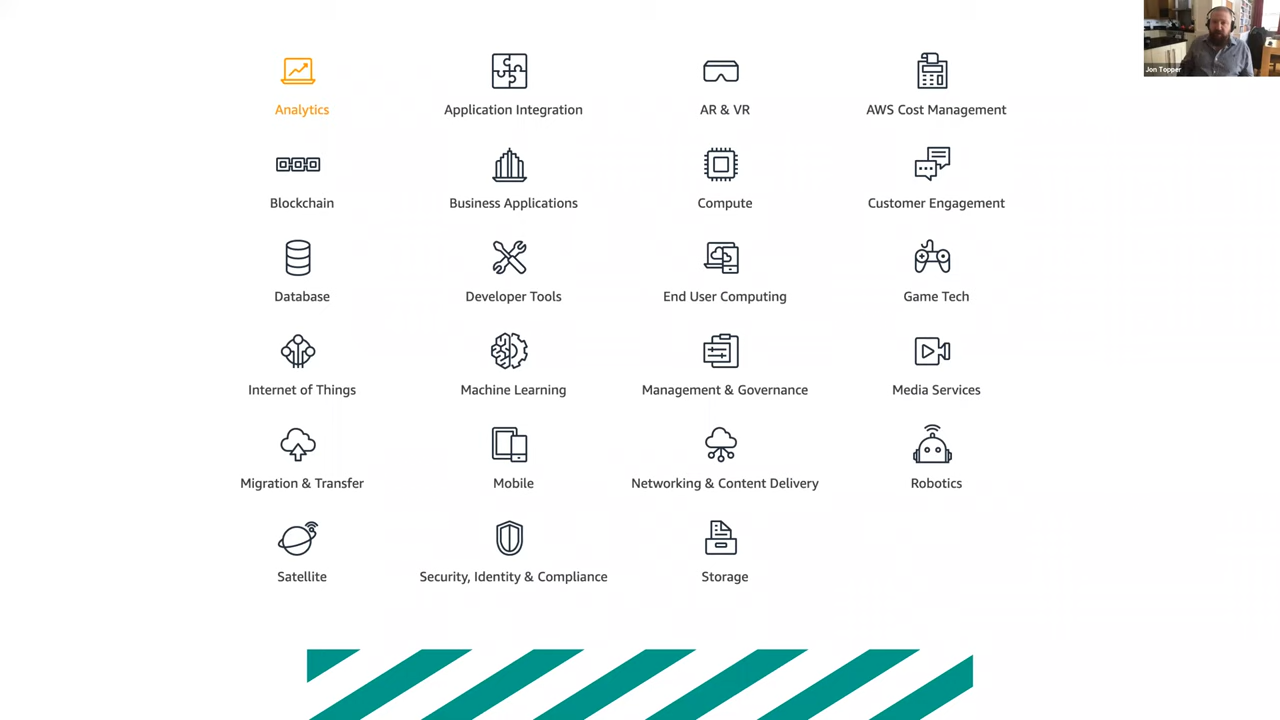 Jon Topper
Analytics
Application Integration
AR & VR
AWS Cost Management
Blockchain
Business Applications
Compute
Customer Engagement
Database
Developer Tools
End User Computing
Game Tech
Internet of Things
Machine Learning
Management & Governance
Media Services
Migration & Transfer
Mobile
Networking & Content Delivery
Robotics
Satellite
Security, Identity & Compliance
Storage